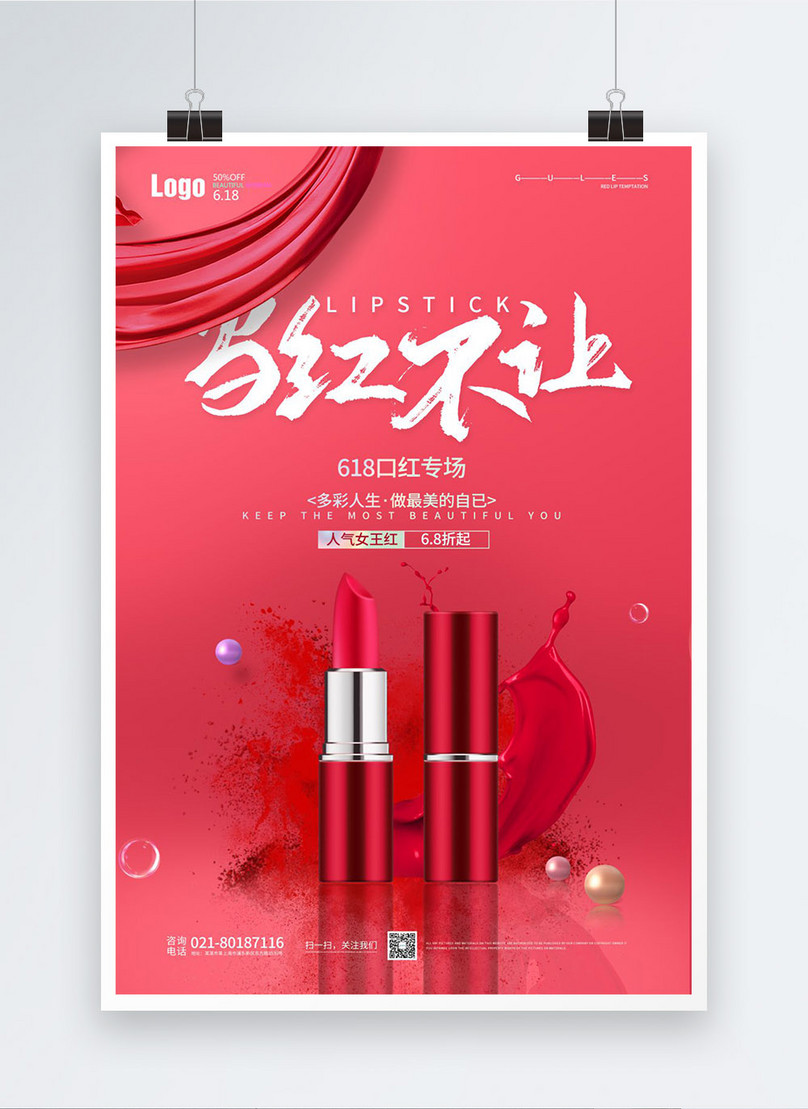 Logo
50%OFF
BEAUTIFUL
6.18
G U L E S
RED LIP TEMPTATION
LIPSTICK
当红不让
618口红专场
<多彩人生·做最美的自已>
KEEP THE MOST BEAUTIFUL YOU
人气女王红 6.8折起
咨询电话 021-80187116
扫一扫，关注我们